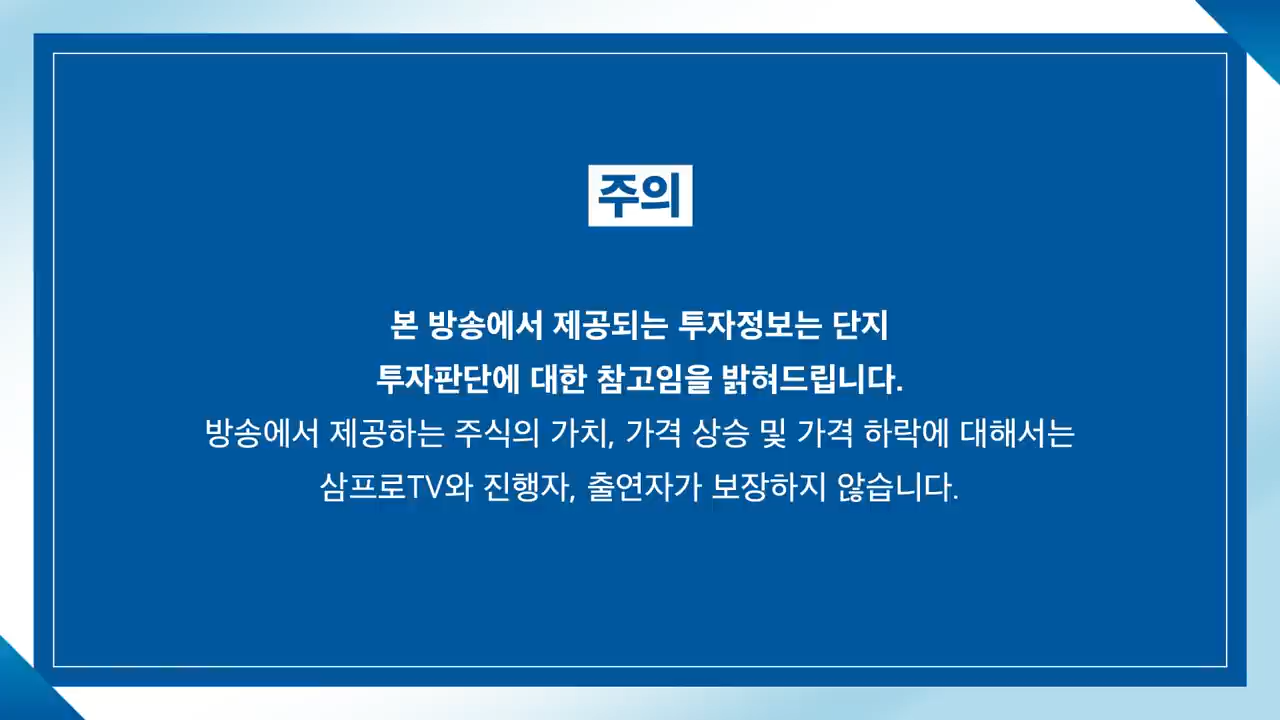 주의
본 방송에서 제공되는 투자정보는 단지
투자판단에 대한 참고임을 밝혀드립니다.
방송에서 제공하는 주식의 가치, 가격 상승 및 가격 하락에 대해서는
삼프로TV와 진행자, 출연자가 보장하지 않습니다.